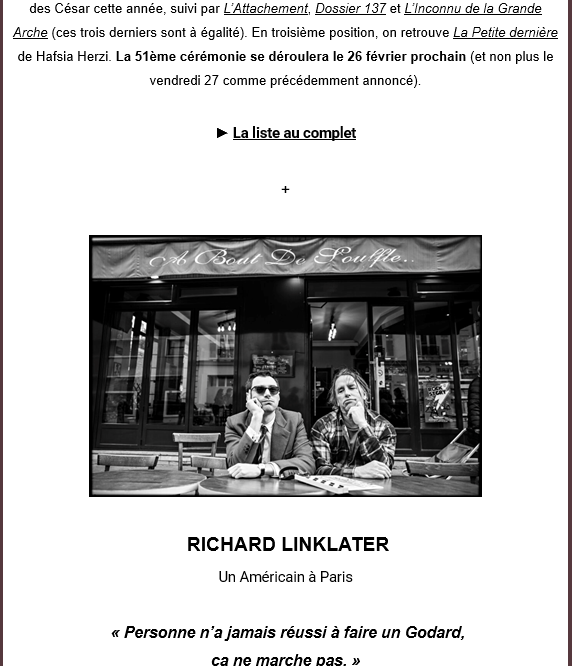 des César cette année, suivi par L'Attachement, Dossier 137 et L'Inconnu de la Grande
Arche (ces trois derniers sont à égalité). En troisième position, on retrouve La Petite dernière
de Hafsia Herzi. La 51ème cérémonie se déroulera le 26 février prochain (et non plus le
vendredi 27 comme précédemment annoncé).
► La liste au complet
+
A Bout De Souffle..
RICHARD LINKLATER
Un Américain à Paris
« Personne n'a jamais réussi à faire un Godard,
ça ne marche pas. »